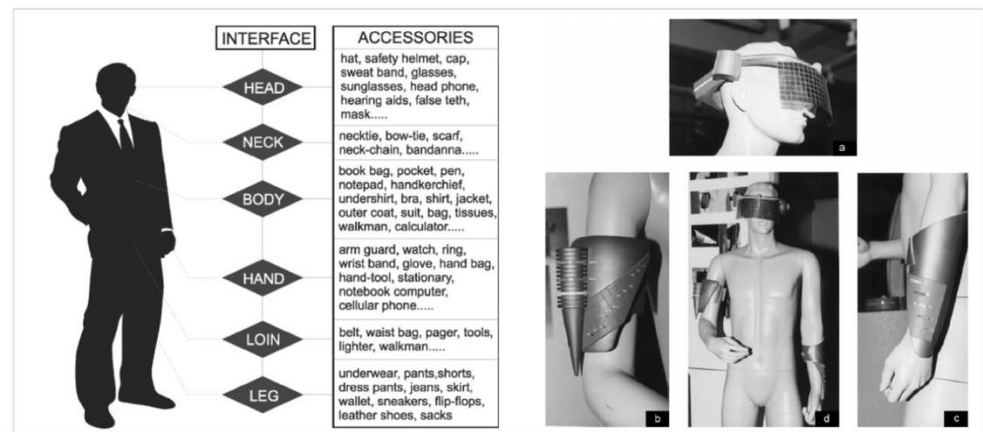 INTERFACE
ACCESSORIES
HEAD
hat, safety helmet, cap,
sweat band, glasses,
sunglasses, head phone,
hearing aids, false teth,
mask.....
NECK
necktie, bow-tie, scarf,
neck-chain, bandanna.....
BODY
book bag, pocket, pen,
notepad, handkerchief,
undershirt, bra, shirt, jacket,
outer coat, suit, bag, tissues,
walkman, calculator.....
HAND
arm guard, watch, ring,
wrist band, glove, hand bag,
hand-tool, stationary,
notebook computer,
cellular phone.....
LOIN
belt, waist bag, pager, tools,
lighter, walkman.....
LEG
underwear, pants,shorts,
dress pants, jeans, skirt,
wallet, sneakers, flip-flops,
leather shoes, sacks
a
b
d
c